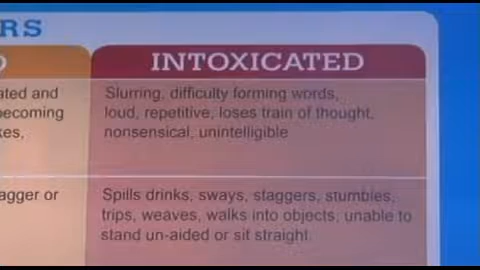 RS
INTOXICATED
ated and
becoming
kes,
Slurring, difficulty forming words,
loud, repetitive, loses train of thought,
nonsensical, unintelligible
agger or
Spills drinks, sways, staggers, stumbles,
trips, weaves, walks into objects, unable to
stand un-aided or sit straight.